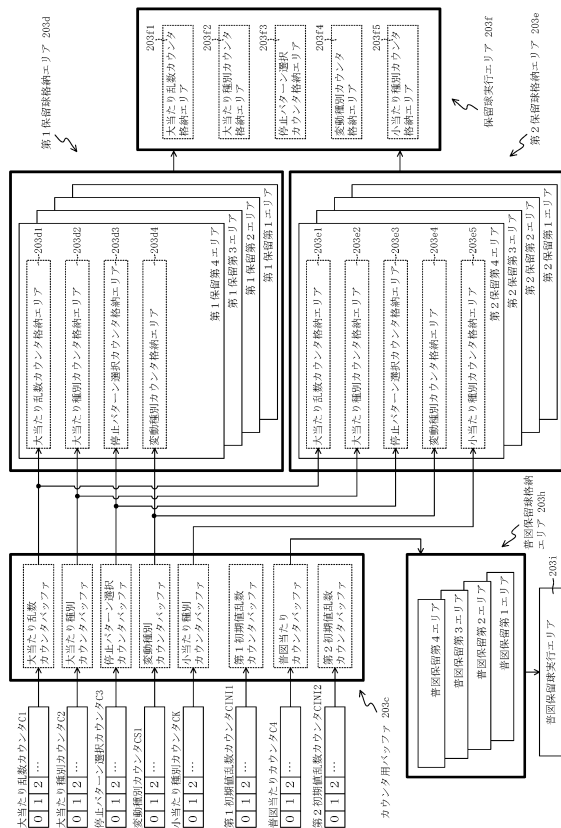 大当たり乱数カウンタC1
0 1 2 …
大当たり種別カウンタC2
0 1 2 …
停止パターン選択カウンタC3
0 1 2 …
変動種別カウンタCS1
0 1 2 …
小当たり種別カウンタCK
0 1 2 …
第1初期値乱数カウンタCINI1
0 1 2 …
普図当たりカウンタC4
0 1 2 …
第2初期値乱数カウンタCINI2
0 1 2 …
カウンタ用バッファ 203c
大当たり乱数
カウンタバッファ
大当たり種別
カウンタバッファ
停止パターン選択
カウンタバッファ
変動種別
カウンタバッファ
小当たり種別
カウンタバッファ
第1初期値乱数
カウンタバッファ
普図当たり
カウンタバッファ
第2初期値乱数
カウンタバッファ
第1保留球格納エリア 203d
大当たり乱数カウンタ格納エリア
203d1
大当たり種別カウンタ格納エリア
203d2
停止パターン選択カウンタ格納エリア
203d3
変動種別カウンタ格納エリア
203d4
第1保留第4エリア
第1保留第3エリア
第1保留第2エリア
第1保留第1エリア
第2保留球格納エリア 203e
大当たり乱数カウンタ格納エリア
203e1
大当たり種別カウンタ格納エリア
203e2
停止パターン選択カウンタ格納エリア
203e3
変動種別カウンタ格納エリア
203e4
小当たり種別カウンタ格納エリア
203e5
第2保留第4エリア
第2保留第3エリア
第2保留第2エリア
第2保留第1エリア
保留球実行エリア 203f
203f1
大当たり乱数カウンタ
格納エリア
203f2
大当たり種別カウンタ
格納エリア
203f3
停止パターン選択
カウンタ格納エリア
203f4
変動種別カウンタ
格納エリア
203f5
小当たり種別カウンタ
格納エリア
普図保留球格納
エリア 203h
普図保留第4エリア
普図保留第3エリア
普図保留第2エリア
普図保留第1エリア
203i
普図保留球実行エリア